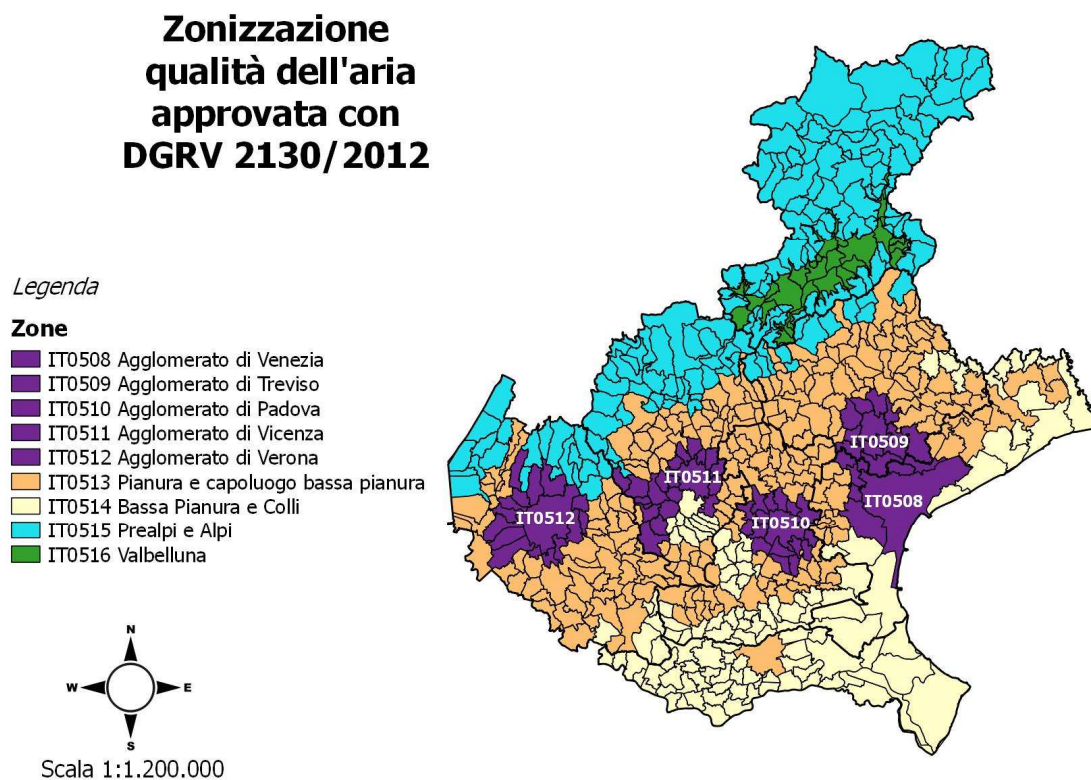 Zonizzazione
qualità dell'aria
approvata con
DGRV 2130/2012
Legenda
Zone
IT0508 Agglomerato di Venezia
IT0509 Agglomerato di Treviso
IT0510 Agglomerato di Padova
IT0511 Agglomerato di Vicenza
IT0512 Agglomerato di Verona
IT0513 Pianura e capoluogo bassa pianura
IT0514 Bassa Pianura e Colli
IT0515 Prealpi e Alpi
IT0516 Valbelluna
N
W E
S
Scala 1:1.200.000
IT0509
IT0511
IT0508
IT0512
IT0510